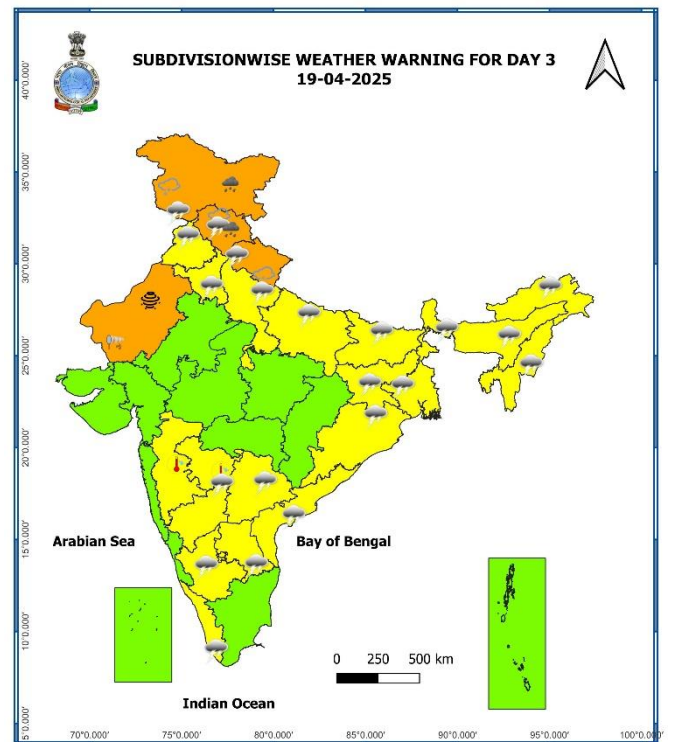 SUBDIVISIONWISE WEATHER WARNING FOR DAY 3
19-04-2025
40°0.000'
35°0.000'
30°0.000'
25°0.000'
20°0.000'
15°0.000'
10°0.000'
5°0.000'
Arabian Sea
Bay of Bengal
0 250 500 km
Indian Ocean
70°0.000' 75°0.000' 80°0.000' 85°0.000' 90°0.000' 95°0.000' 100°0.000'